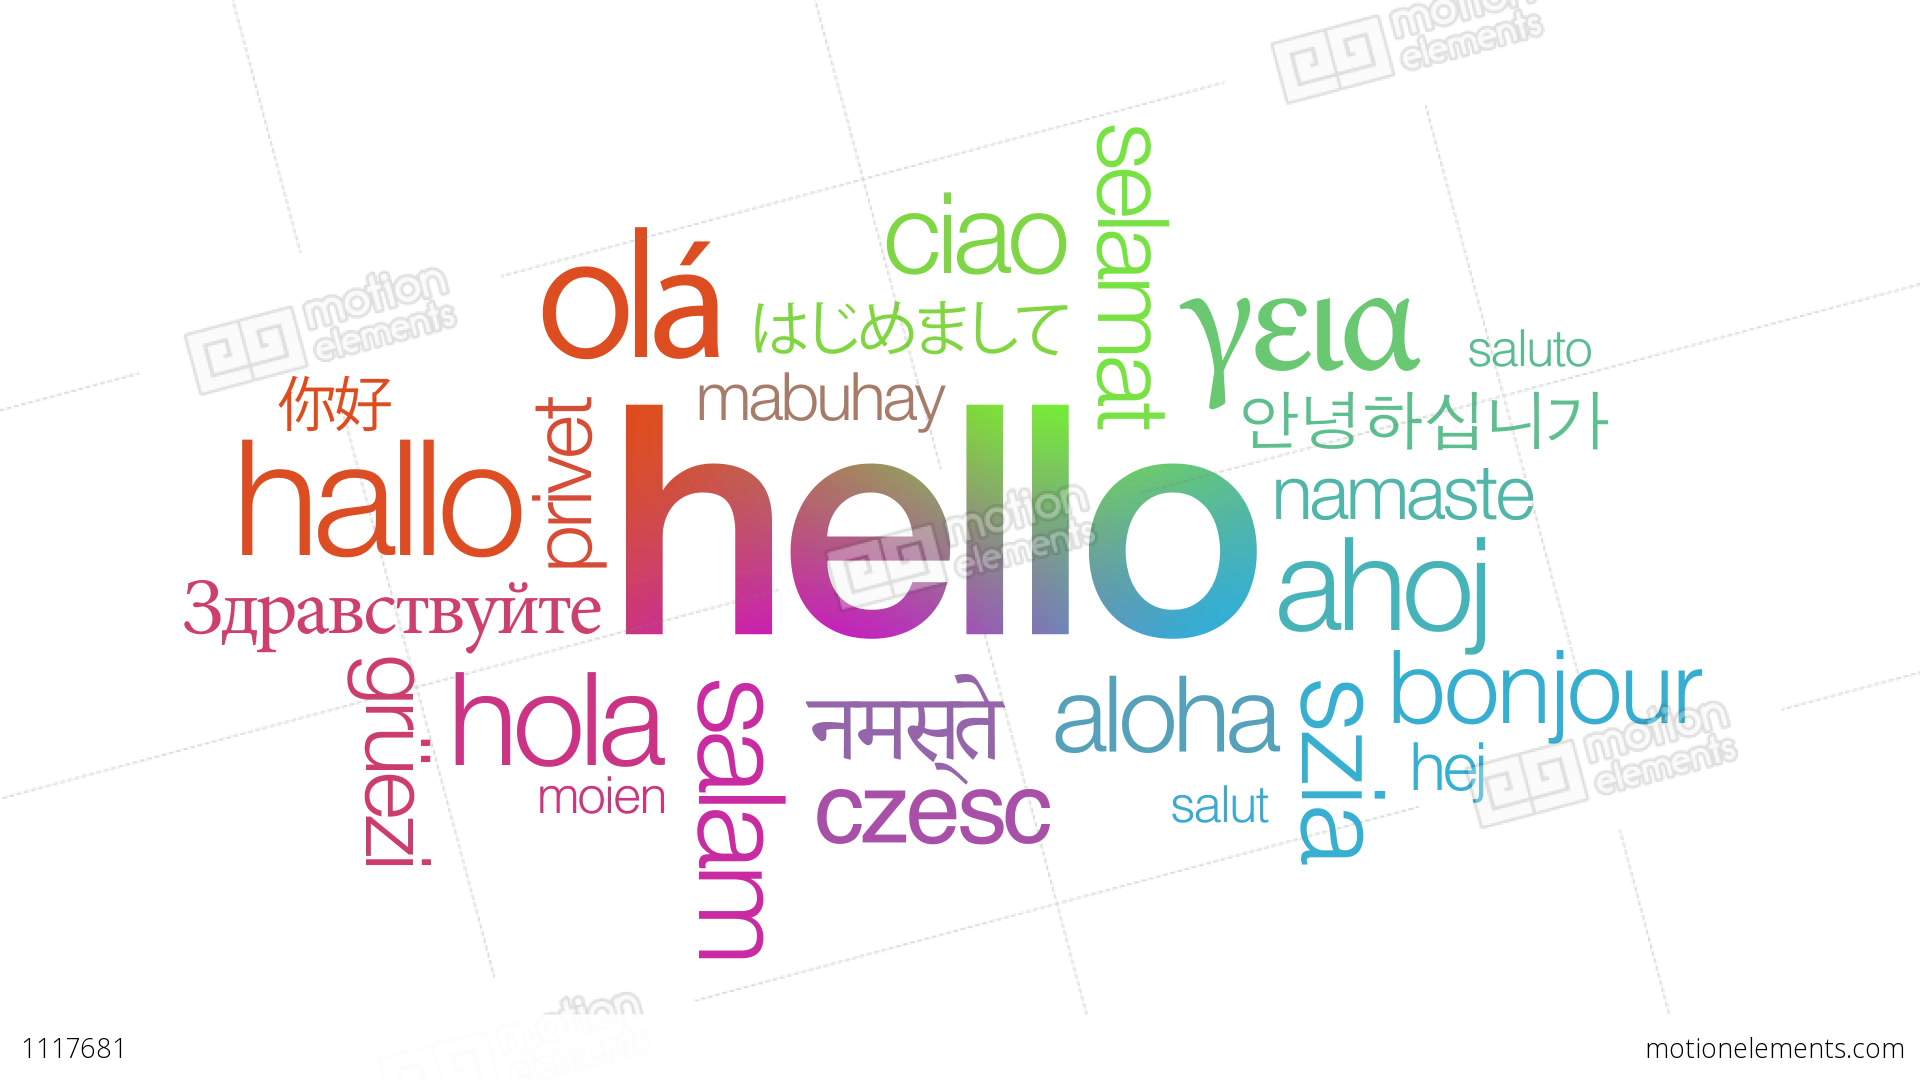 motion
elements
selamat
ciao
olá
motion
elements
はじめまして
γεια
saluto
你好
mabuhay
privet
안녕하십니가
hallo
hello
namaste
motion
elements
ahoj
Здравствуйте
grüezi
hola
salam
नमस्ते
aloha
szia
bonjour
motion
elements
hej
moien
czesc
salut
motion
1117681
motionelements.com